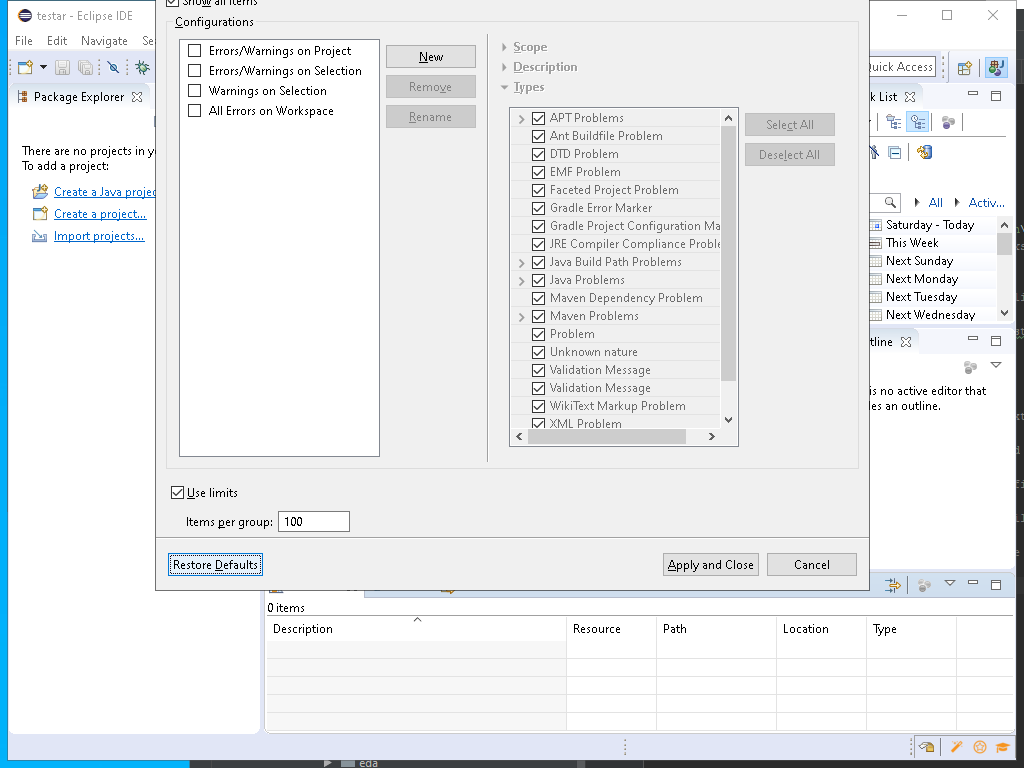 testar - Eclipse IDE
Show all items
File Edit Navigate Se
Configurations
Quick Access
Package Explorer
There are no projects in y
To add a project:
Create a Java projec
Create a project...
Import projects...
Errors/Warnings on Project
Errors/Warnings on Selection
Warnings on Selection
All Errors on Workspace
New
Remove
Rename
Scope
Description
Types
APT Problems
Ant Buildfile Problem
DTD Problem
EMF Problem
Faceted Project Problem
Gradle Error Marker
Gradle Project Configuration Ma
JRE Compiler Compliance Proble
Java Build Path Problems
Java Problems
Maven Dependency Problem
Maven Problems
Problem
Unknown nature
Validation Message
Validation Message
WikiText Markup Problem
XML Problem
Select All
Deselect All
k List
All Activ...
Saturday - Today
This Week
Next Sunday
Next Monday
Next Tuesday
Next Wednesday
tline
is no active editor that
les an outline.
Use limits
Items per group: 100
Restore Defaults
Apply and Close
Cancel
0 items
Description Resource Path Location Type
eda